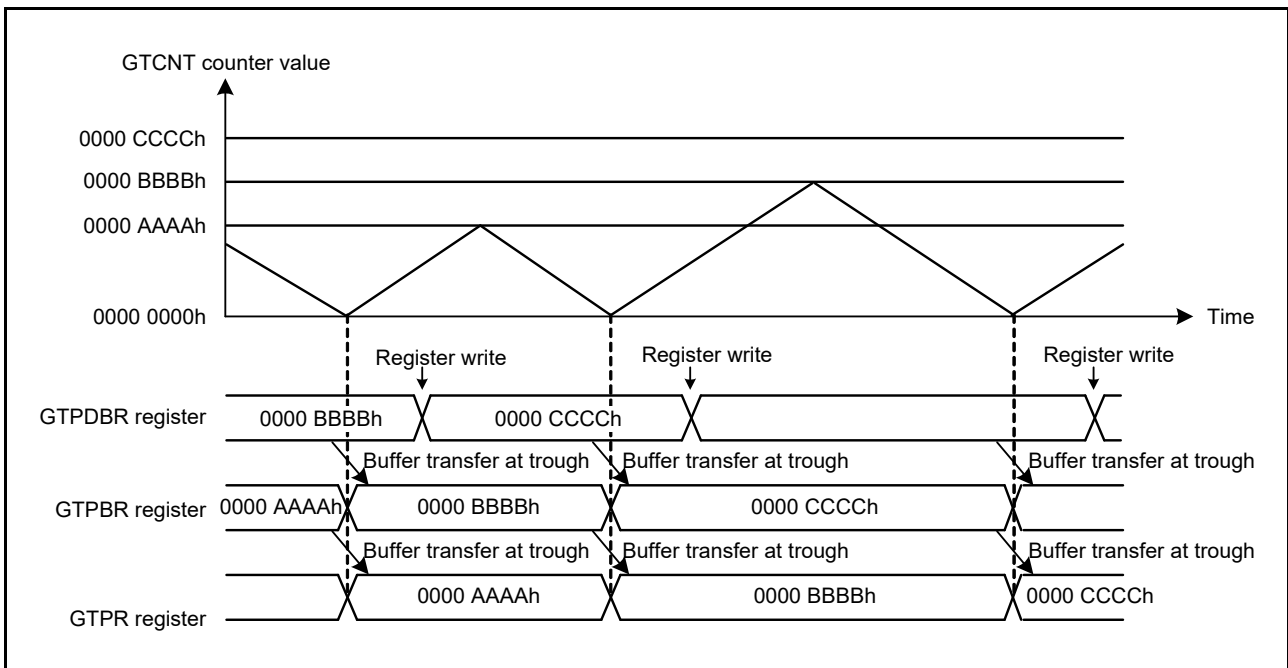 GTCNT counter value
0000 CCCCh
0000 BBBBh
0000 AAAAh
0000 0000h
Time
Register write
Register write
Register write
GTPDBR register
0000 BBBBh
0000 CCCCh
Buffer transfer at trough
Buffer transfer at trough
Buffer transfer at trough
GTPBR register
0000 AAAAh
0000 BBBBh
0000 CCCCh
Buffer transfer at trough
Buffer transfer at trough
Buffer transfer at trough
GTPR register
0000 AAAAh
0000 BBBBh
0000 CCCCh